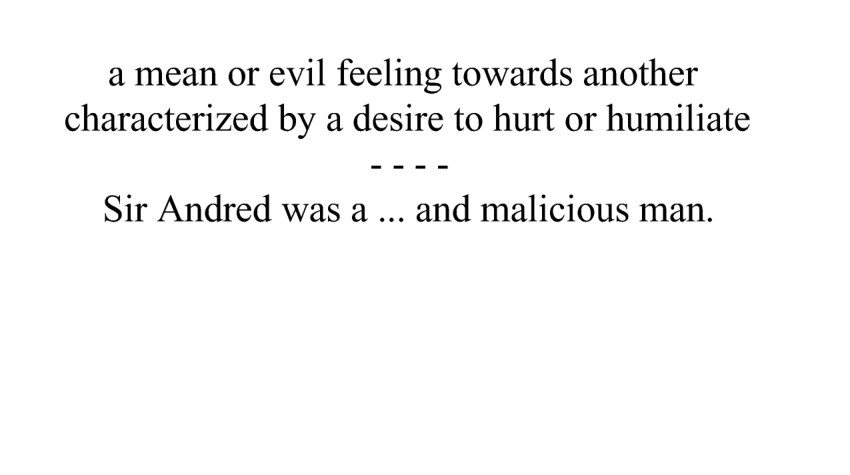 a mean or evil feeling towards another
characterized by a desire to hurt or humiliate
- - - -
Sir Andred was a ... and malicious man.